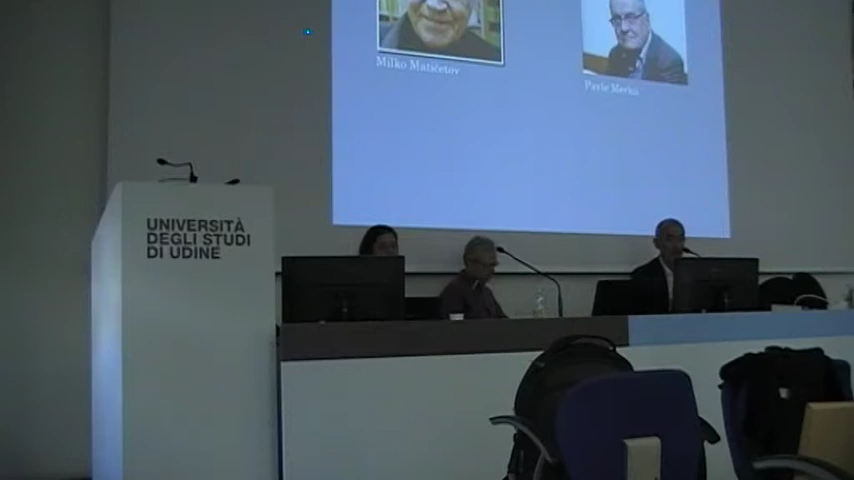 Milko Matičetov
Pavle Merkù
UNIVERSITÀ
DEGLI STUDI
DI UDINE